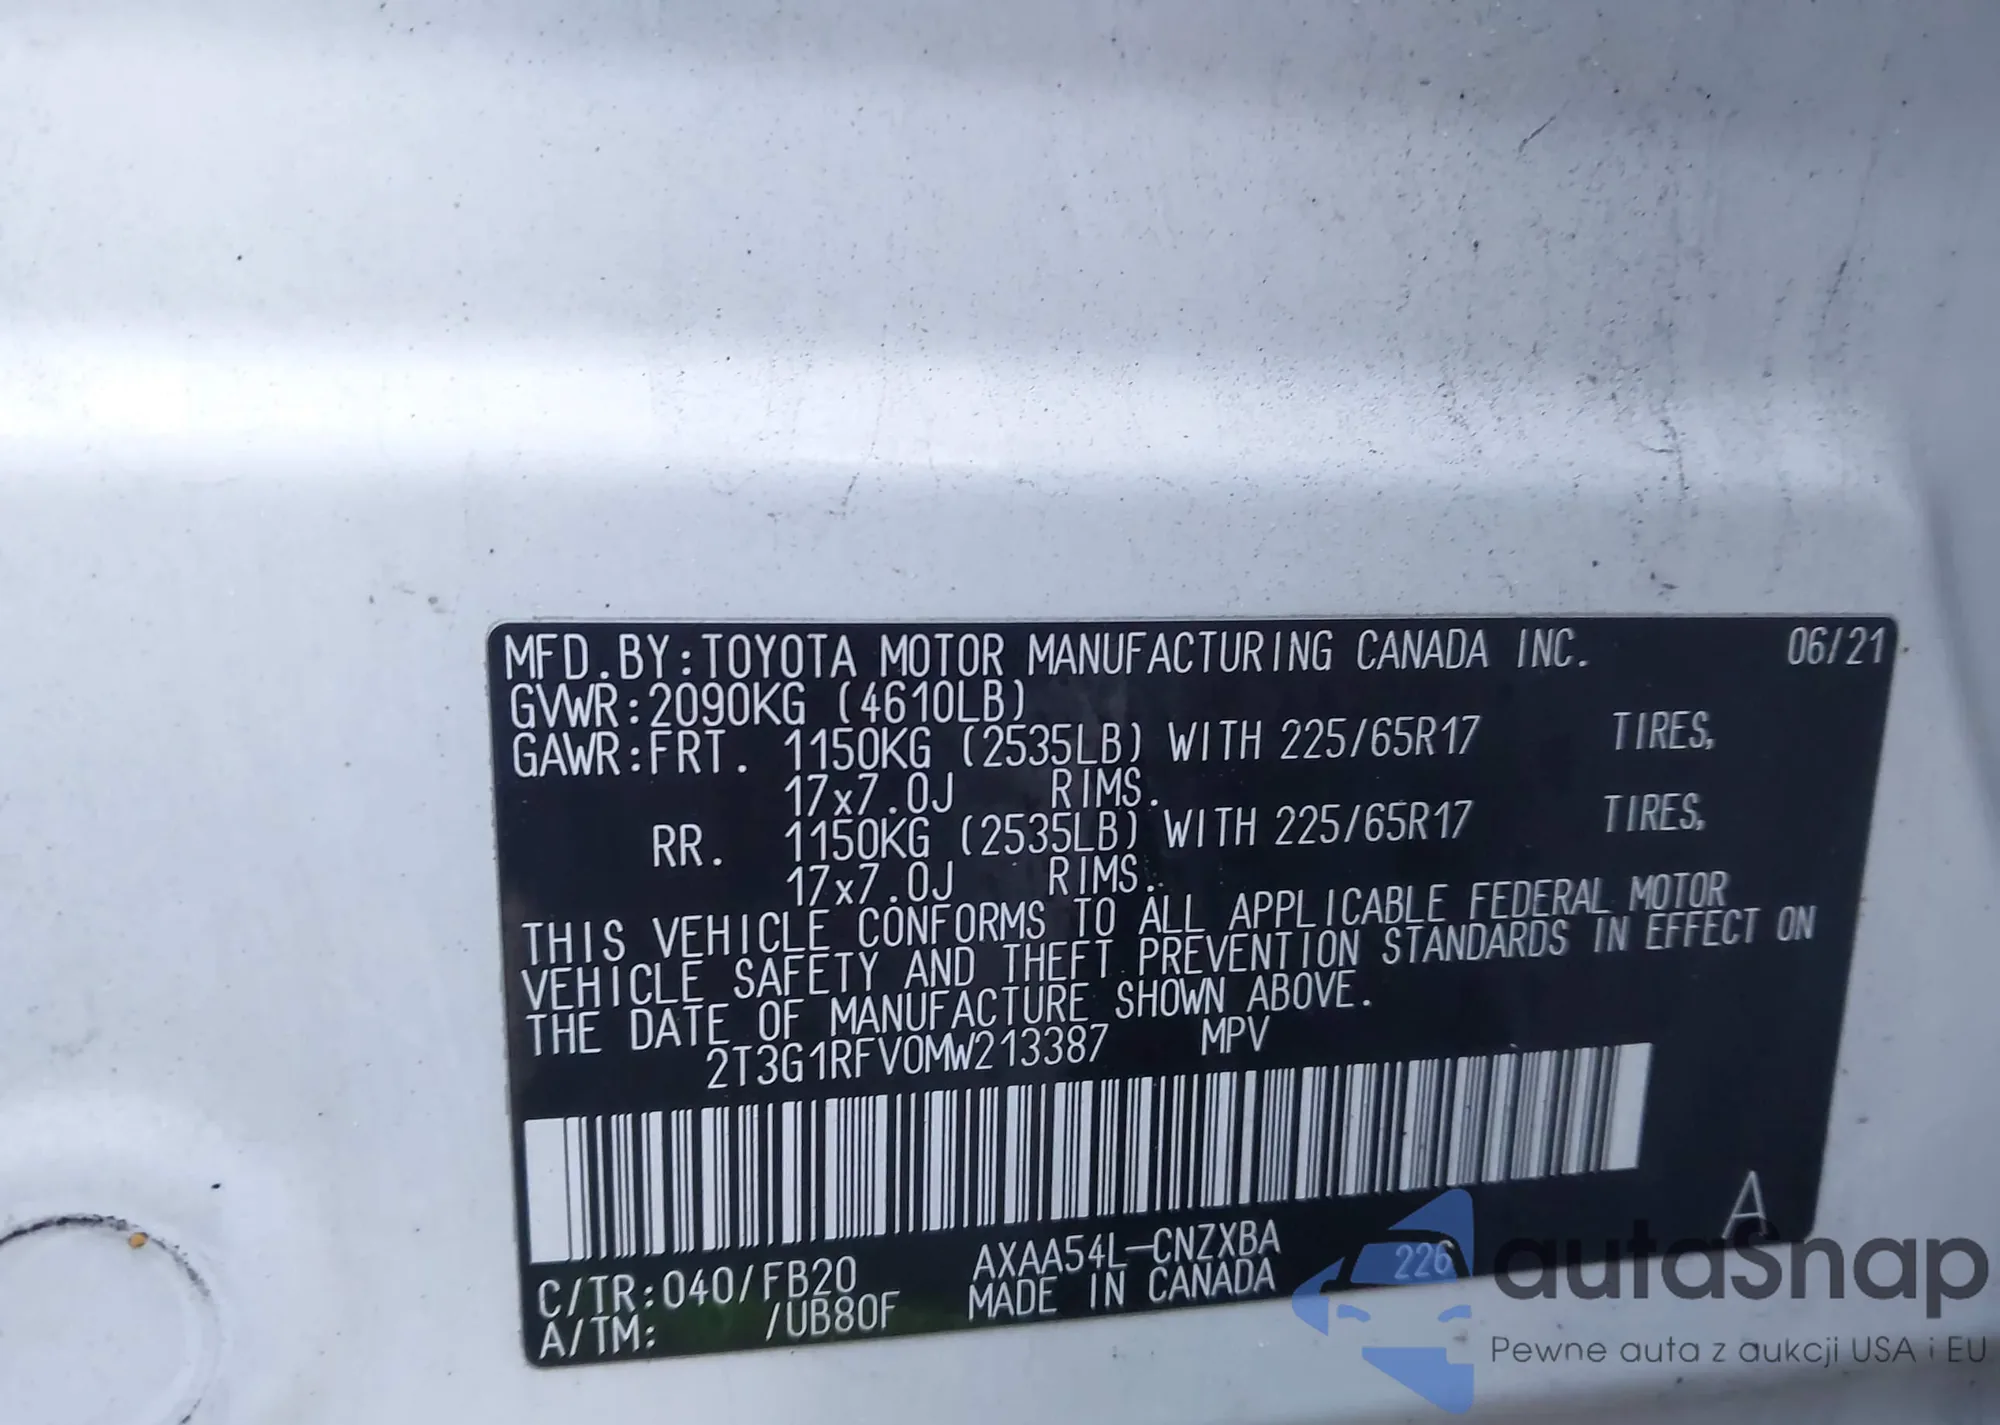 MFD.BY:TOYOTA MOTOR MANUFACTURING CANADA INC. 06/21
GVWR:2090KG (4610LB)
GAWR:FRT. 1150KG (2535LB) WITH 225/65R17 TIRES,
17x7.0J RIMS.
RR. 1150KG (2535LB) WITH 225/65R17 TIRES,
17x7.0J RIMS.
THIS VEHICLE CONFORMS TO ALL APPLICABLE FEDERAL MOTOR
VEHICLE SAFETY AND THEFT PREVENTION STANDARDS IN EFFECT ON
THE DATE OF MANUFACTURE SHOWN ABOVE.
2T3G1RFV0MW213387 MPV
A
C/TR:040/FB20 AXAA54L-CNZXBA 226
A/TM: /UB80F MADE IN CANADA
autaSnap
Pewne auta z aukcji USA i EU